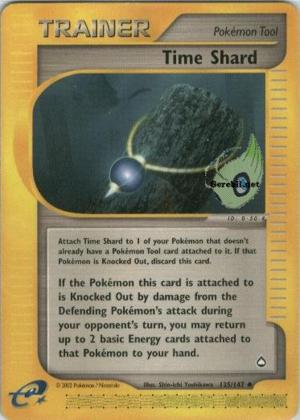 TRAINER
Pokémon Tool
Time Shard
Serebii.net
ID. 0-50-#
Attach Time Shard to 1 of your Pokémon that doesn't
already have a Pokémon Tool card attached to it. If that
Pokémon is Knocked Out, discard this card.
If the Pokémon this card is attached to
is Knocked Out by damage from the
Defending Pokémon's attack during
your opponent's turn, you may return
up to 2 basic Energy cards attached to
that Pokémon to your hand.
Illus. Shin-ichi Yoshikawa
©2002 Pokémon / Nintendo
135/147 ◆
e